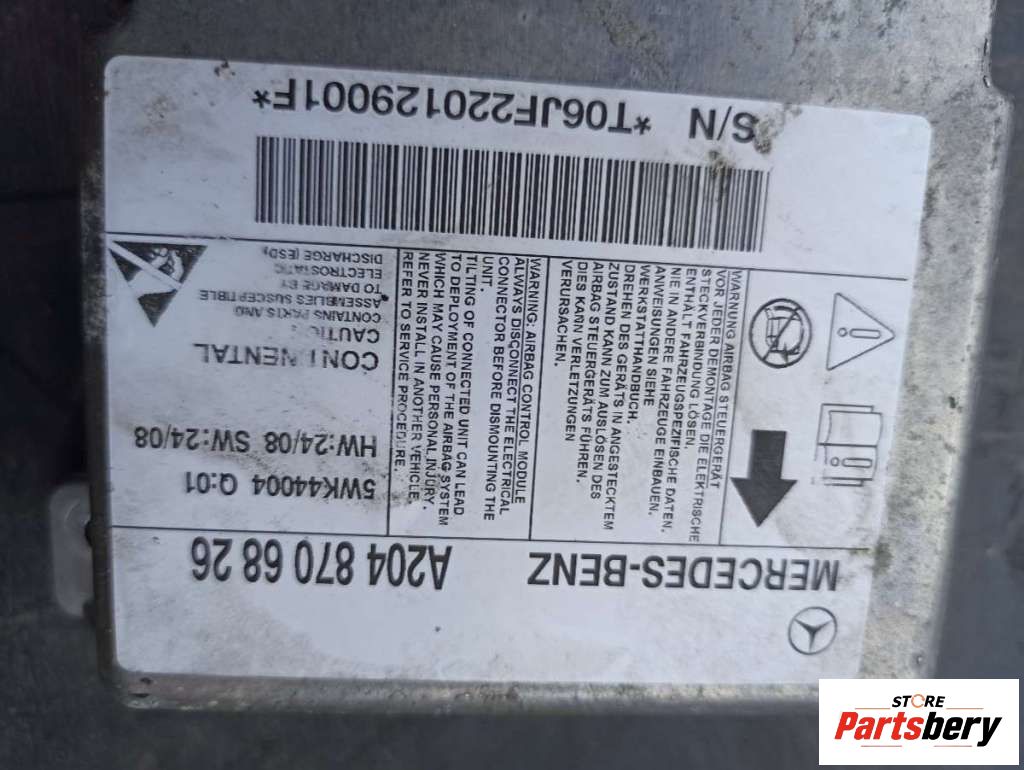 MERCEDES-BENZ A204 870 68 26
5WK44004 Q:01
HW:24/08 SW:24/08
CAUTION:
CONTAINS PARTS AND
ASSEMBLIES SUSCEPTIBLE
TO DAMAGE BY
ELECTROSTATIC
DISCHARGE (ESD).
WARNUNG AIRBAG STEUERGERÄT
VOR JEDER DEMONTAGE DIE ELEKTRISCHE
STECKVERBINDUNG LÖSEN.
ENTHÄLT FAHRZEUGSPEZIFISCHE DATEN.
NIE IN ANDERE FAHRZEUGE EINBAUEN.
ANWEISUNGEN SIEHE
WERKSTATTHANDBUCH.
DREHEN DES GERÄTS IN ANGESTECKTEM
ZUSTAND KANN ZUM AUSLÖSEN DES
AIRBAG STEUERGERÄTS FÜHREN.
DIES KANN VERLETZUNGEN
VERURSACHEN.
WARNING: AIRBAG CONTROL MODULE
ALWAYS DISCONNECT THE ELECTRICAL
CONNECTOR BEFORE DISMOUNTING THE
UNIT.
TILTING OF CONNECTED UNIT CAN LEAD
TO DEPLOYMENT OF THE AIRBAG SYSTEM
WHICH MAY CAUSE PERSONAL INJURY.
NEVER INSTALL IN ANOTHER VEHICLE.
REFER TO SERVICE PROCEDURE.
S/N *T06JF220129001F*
STORE
Partsbery